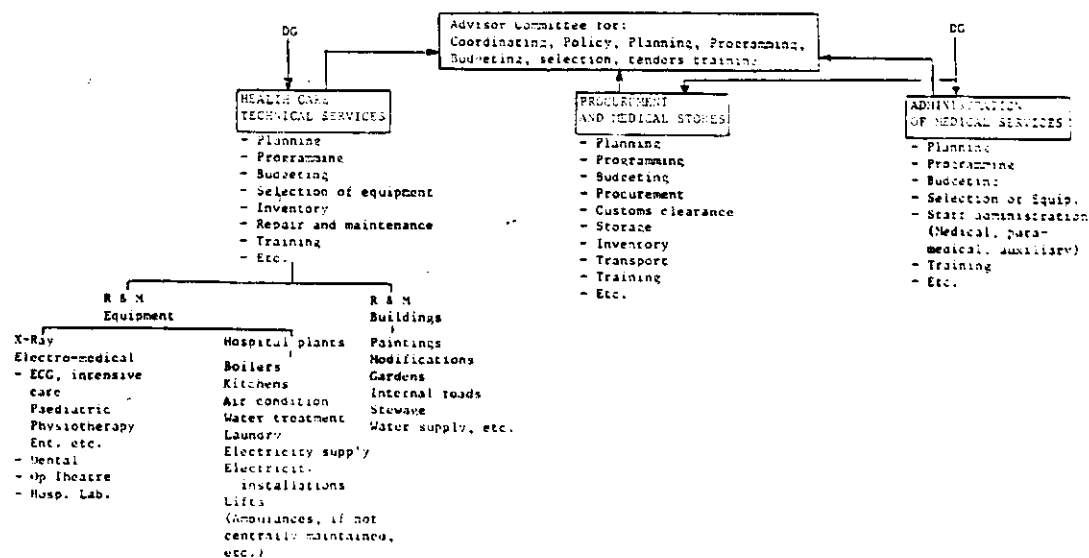 DG
Advisor Committee for:
Coordinating, Policy, Planning, Programming,
Budgeting, selection, tenders training
DG
HEALTH CARE
TECHNICAL SERVICES
- Planning
- Programming
- Budgeting
- Selection of equipment
- Inventory
- Repair and maintenance
- Training
- Etc.
PROCUREMENT
AND MEDICAL STORES
- Planning
- Programming
- Budgeting
- Procurement
- Customs clearance
- Storage
- Inventory
- Transport
- Training
- Etc.
ADMINISTRATION
OF MEDICAL SERVICES
- Planning
- Programming
- Budgeting
- Selection of Equip.
- Staff administration
(Medical, para-
medical, auxiliary)
- Training
- Etc.
R & M
Equipment
R & M
Buildings
X-Ray
Electro-medical
- ECG, intensive
care
Paediatric
Physiotherapy
Ent. etc.
- Dental
- Op Theatre
- Hosp. Lab.
Hospital plants
Boilers
Kitchens
Air condition
Water treatment
Laundry
Electricity supply
Electricit.
installations
Lifts
(Ambulances, if not
centrally maintained,
etc.)
Paintings
Modifications
Gardens
Internal roads
Stewage
Water supply, etc.